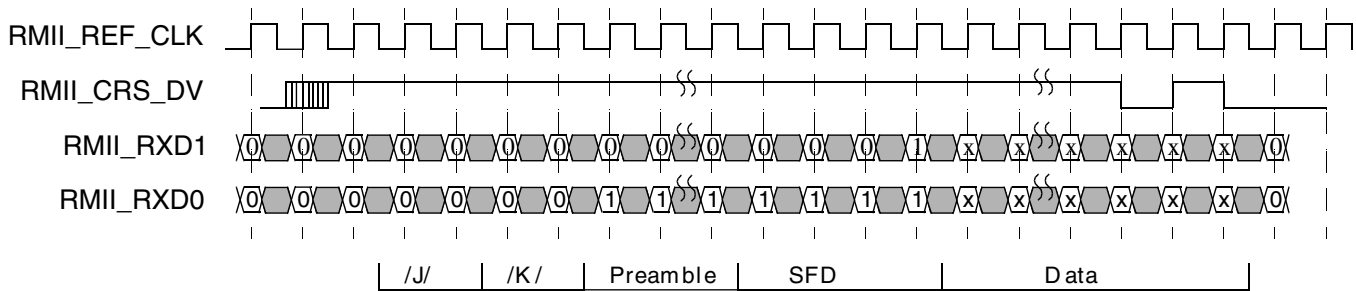 RMII_REF_CLK
RMII_CRS_DV
RMII_RXD1 0 0 0 0 0 0 0 0 0 0 0 0 0 1 x x x x x x 0
RMII_RXD0 0 0 0 0 0 0 0 1 1 1 1 1 1 1 x x x x x x 0
/J/ /K/ Preamble SFD Data